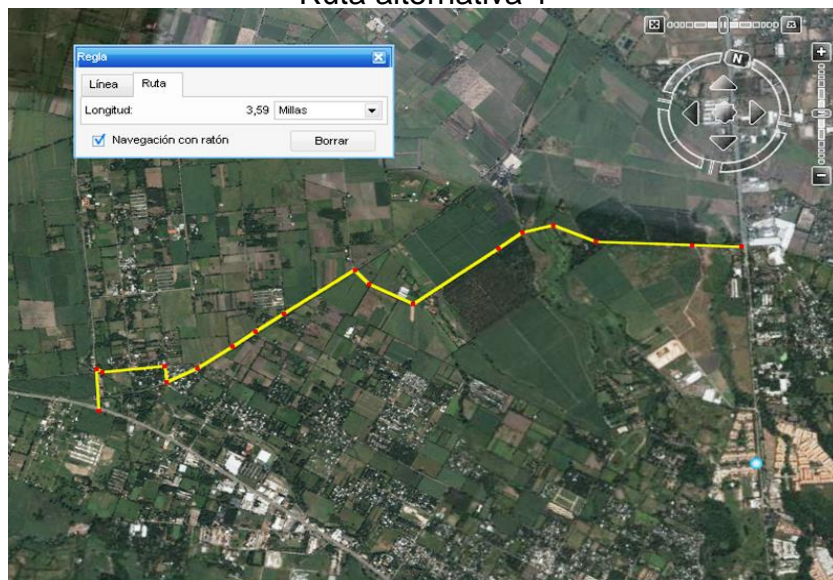 Ruta alternativa 1
Regla
Línea Ruta
Longitud: 3,59 Millas
Navegación con ratón Borrar
N